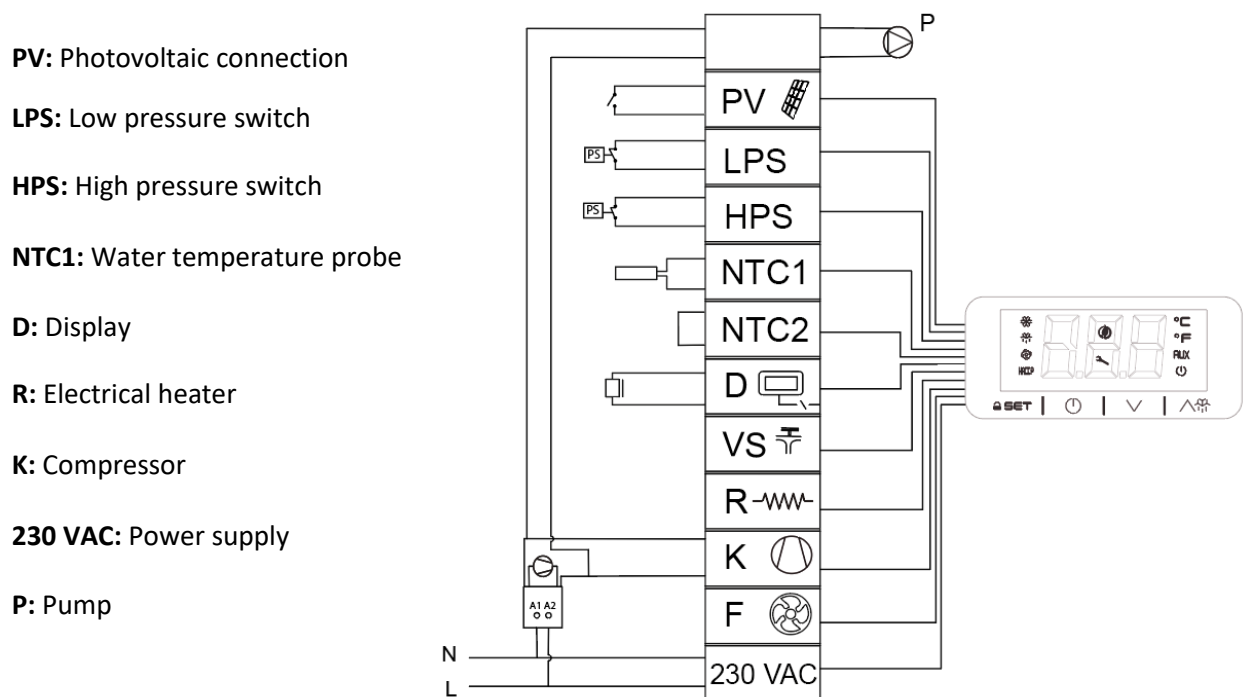 PV: Photovoltaic connection
LPS: Low pressure switch
HPS: High pressure switch
NTC1: Water temperature probe
D: Display
R: Electrical heater
K: Compressor
230 VAC: Power supply
P: Pump
P
PV
LPS
PS
HPS
PS
NTC1
NTC2
D
VS
R
K
F
230 VAC
A1 A2
N
L
°C
°F
AUX
HACCP
SET